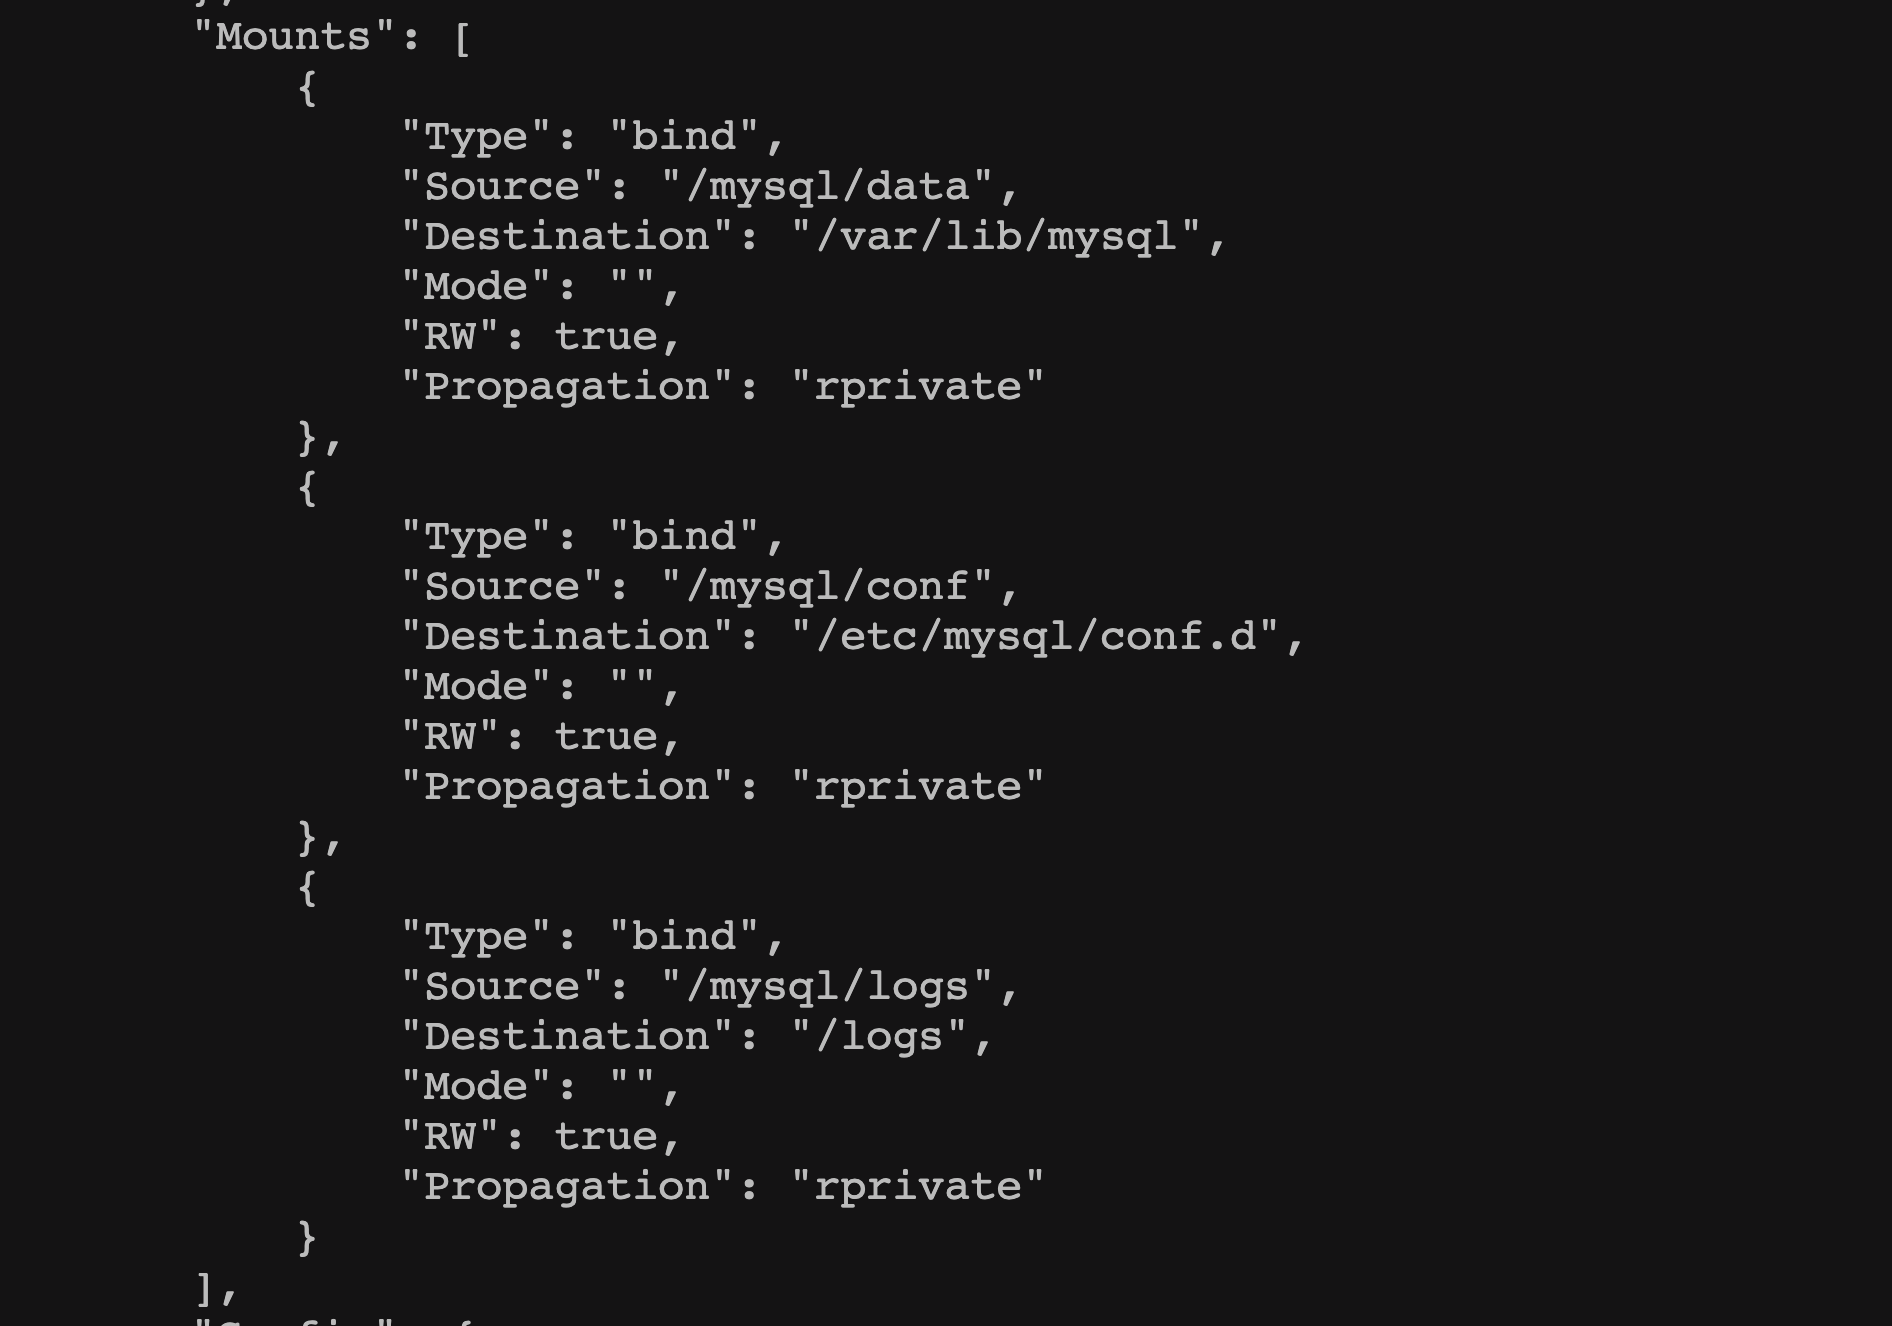 },
"Mounts": [
{
"Type": "bind",
"Source": "/mysql/data",
"Destination": "/var/lib/mysql",
"Mode": "",
"RW": true,
"Propagation": "rprivate"
},
{
"Type": "bind",
"Source": "/mysql/conf",
"Destination": "/etc/mysql/conf.d",
"Mode": "",
"RW": true,
"Propagation": "rprivate"
},
{
"Type": "bind",
"Source": "/mysql/logs",
"Destination": "/logs",
"Mode": "",
"RW": true,
"Propagation": "rprivate"
}
],